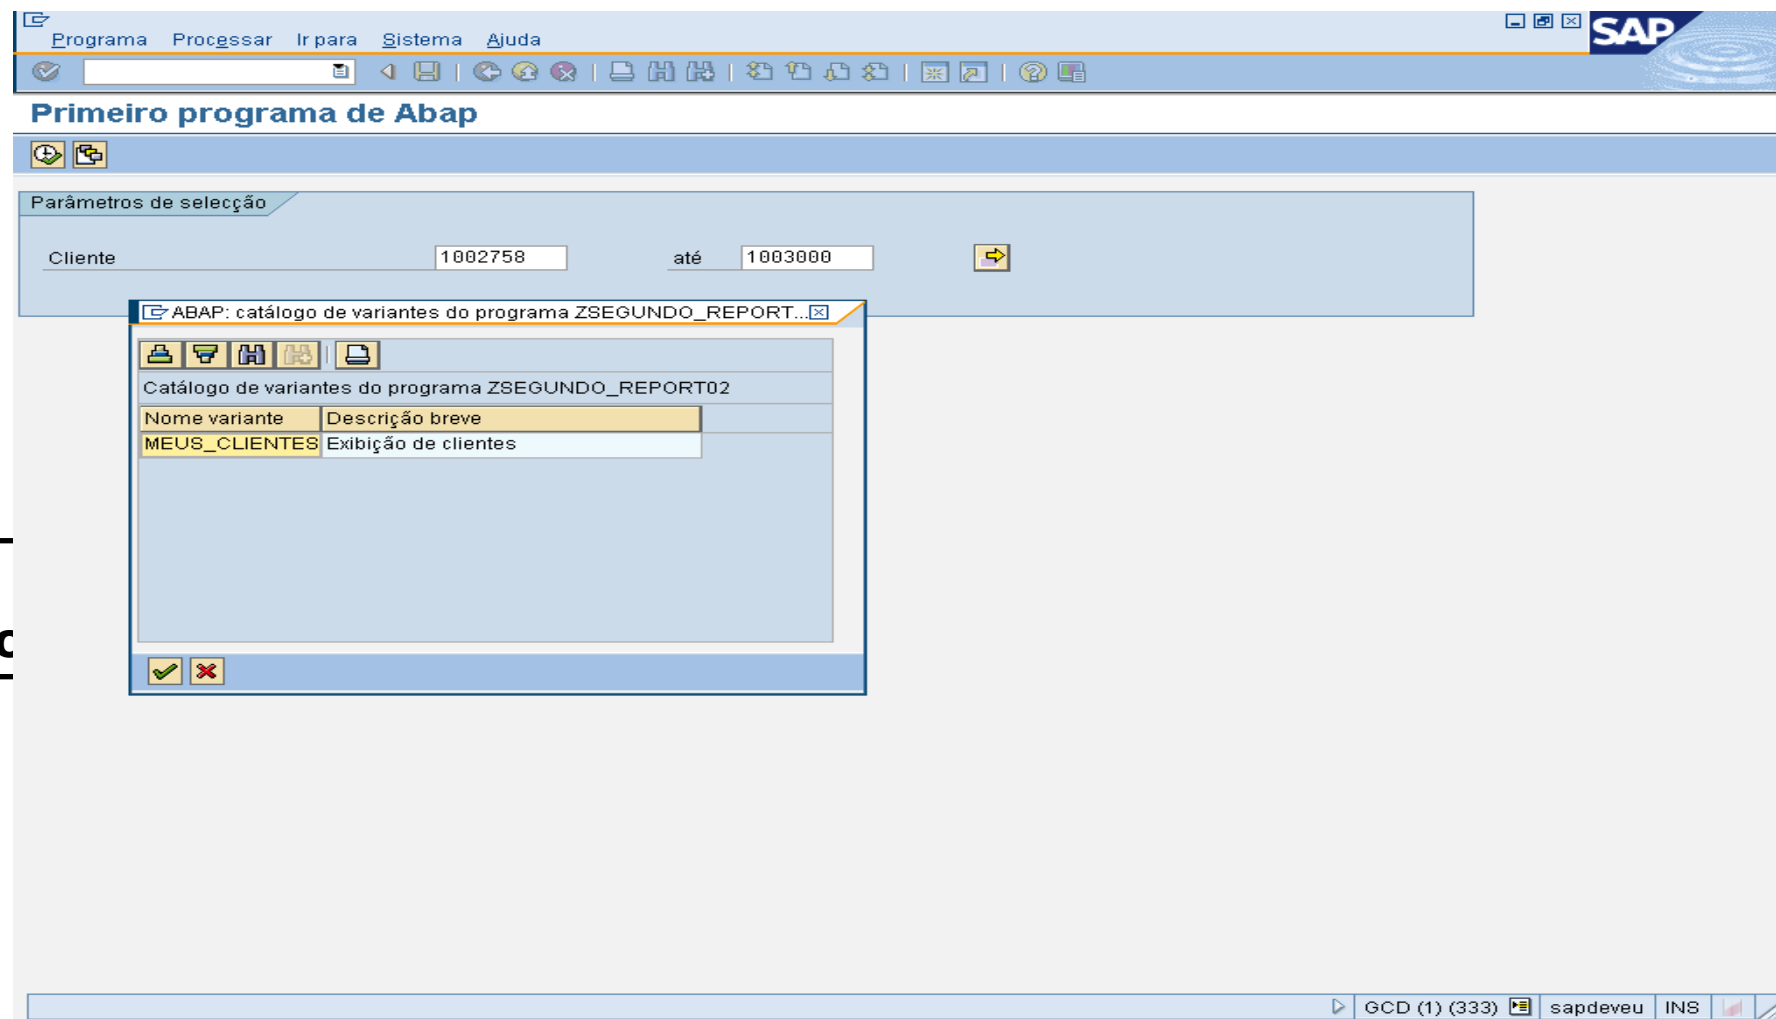 Programa Processar Ir para Sistema Ajuda
SAP
Primeiro programa de Abap
Parâmetros de selecção
Cliente 1002758 até 1003000
ABAP: catálogo de variantes do programa ZSEGUNDO_REPORT...
Catálogo de variantes do programa ZSEGUNDO_REPORT02
Nome variante Descrição breve
MEUS_CLIENTES Exibição de clientes
GCD (1) (333) sapdeveu INS